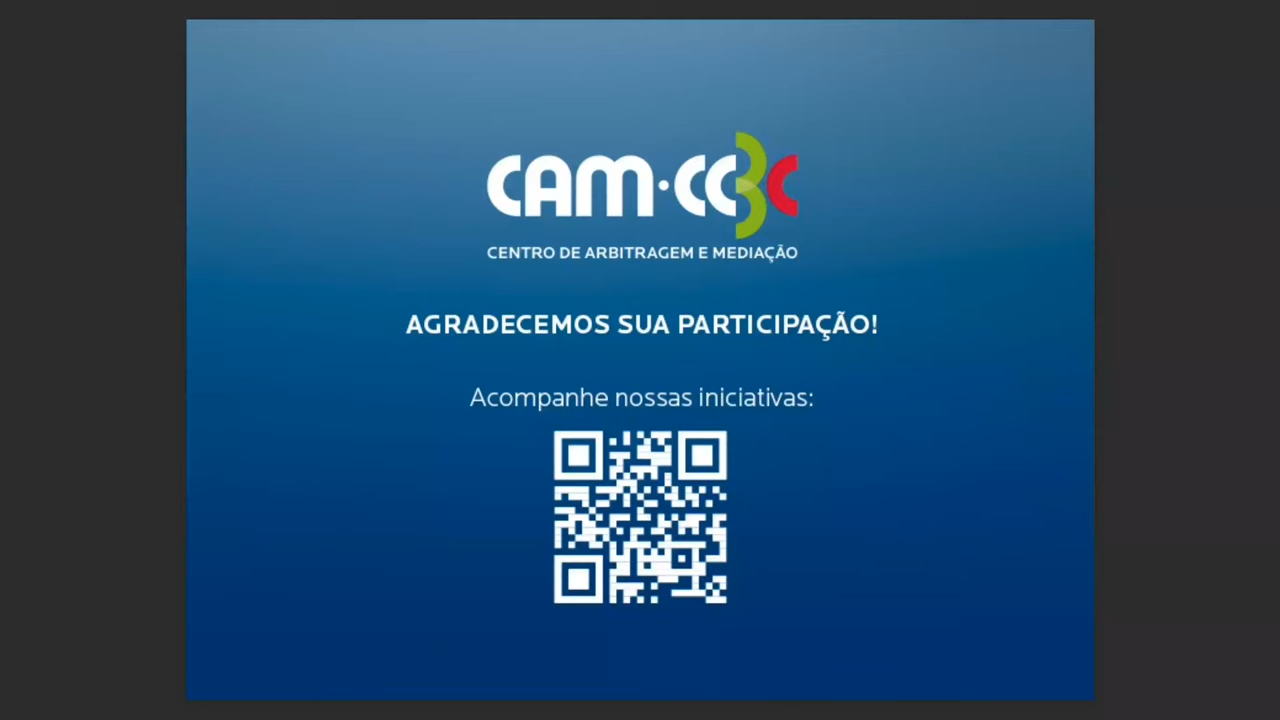 CAM·CCBC
CENTRO DE ARBITRAGEM E MEDIAÇÃO
AGRADECEMOS SUA PARTICIPAÇÃO!
Acompanhe nossas iniciativas: